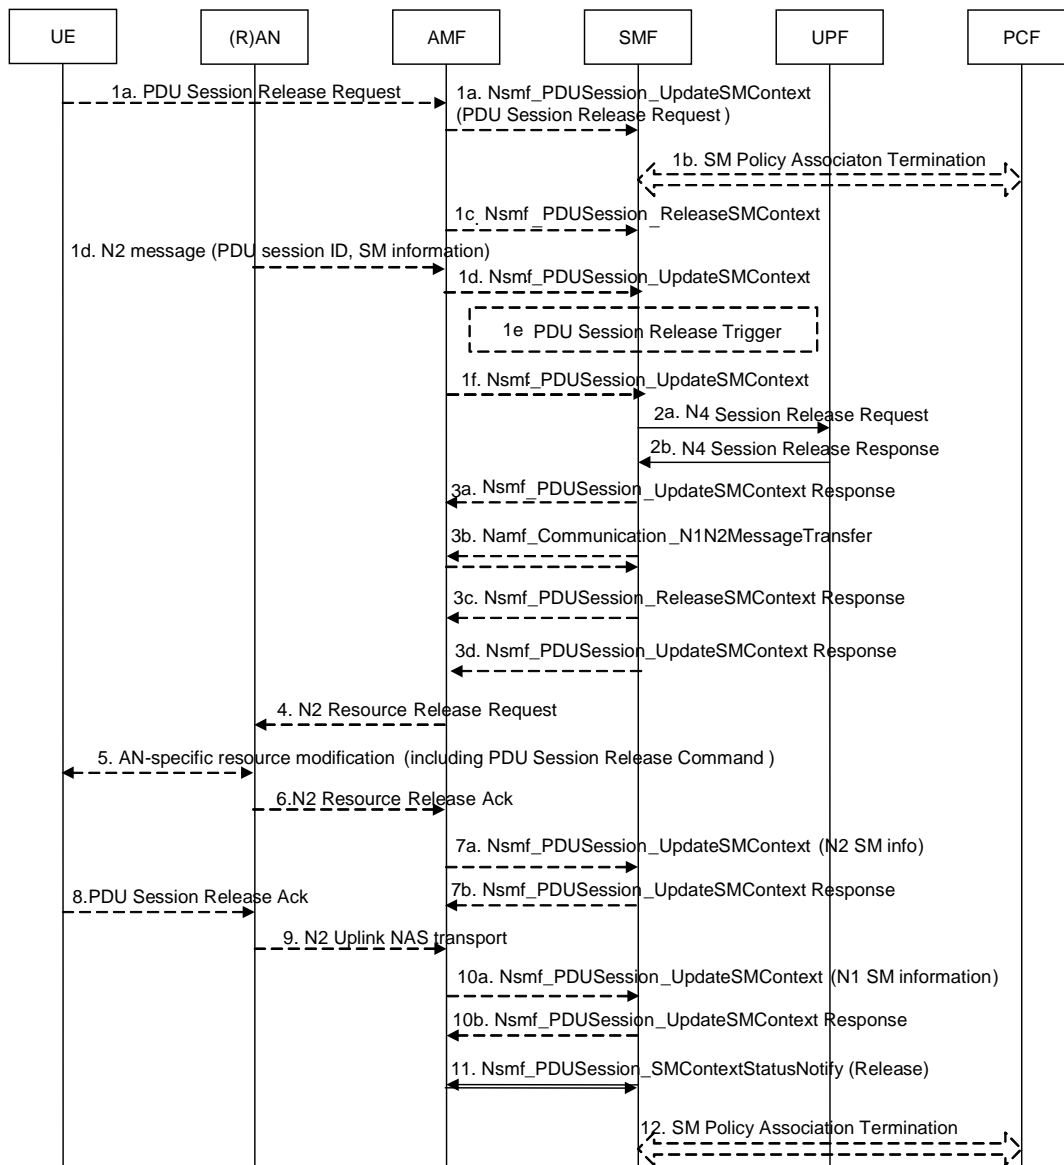 UE
(R)AN
AMF
SMF
UPF
PCF
1a. PDU Session Release Request
1a. Nsmf_PDUSession_UpdateSMContext
(PDU Session Release Request )
1b. SM Policy Associaton Termination
1c. Nsmf_PDUSession_ReleaseSMContext
1d. N2 message (PDU session ID, SM information)
1d. Nsmf_PDUSession_UpdateSMContext
1e PDU Session Release Trigger
1f. Nsmf_PDUSession_UpdateSMContext
2a. N4 Session Release Request
2b. N4 Session Release Response
3a. Nsmf_PDUSession_UpdateSMContext Response
3b. Namf_Communication_N1N2MessageTransfer
3c. Nsmf_PDUSession_ReleaseSMContext Response
3d. Nsmf_PDUSession_UpdateSMContext Response
4. N2 Resource Release Request
5. AN-specific resource modification (including PDU Session Release Command )
6.N2 Resource Release Ack
7a. Nsmf_PDUSession_UpdateSMContext (N2 SM info)
7b. Nsmf_PDUSession_UpdateSMContext Response
8.PDU Session Release Ack
9. N2 Uplink NAS transport
10a. Nsmf_PDUSession_UpdateSMContext (N1 SM information)
10b. Nsmf_PDUSession_UpdateSMContext Response
11. Nsmf_PDUSession_SMContextStatusNotify (Release)
12. SM Policy Association Termination